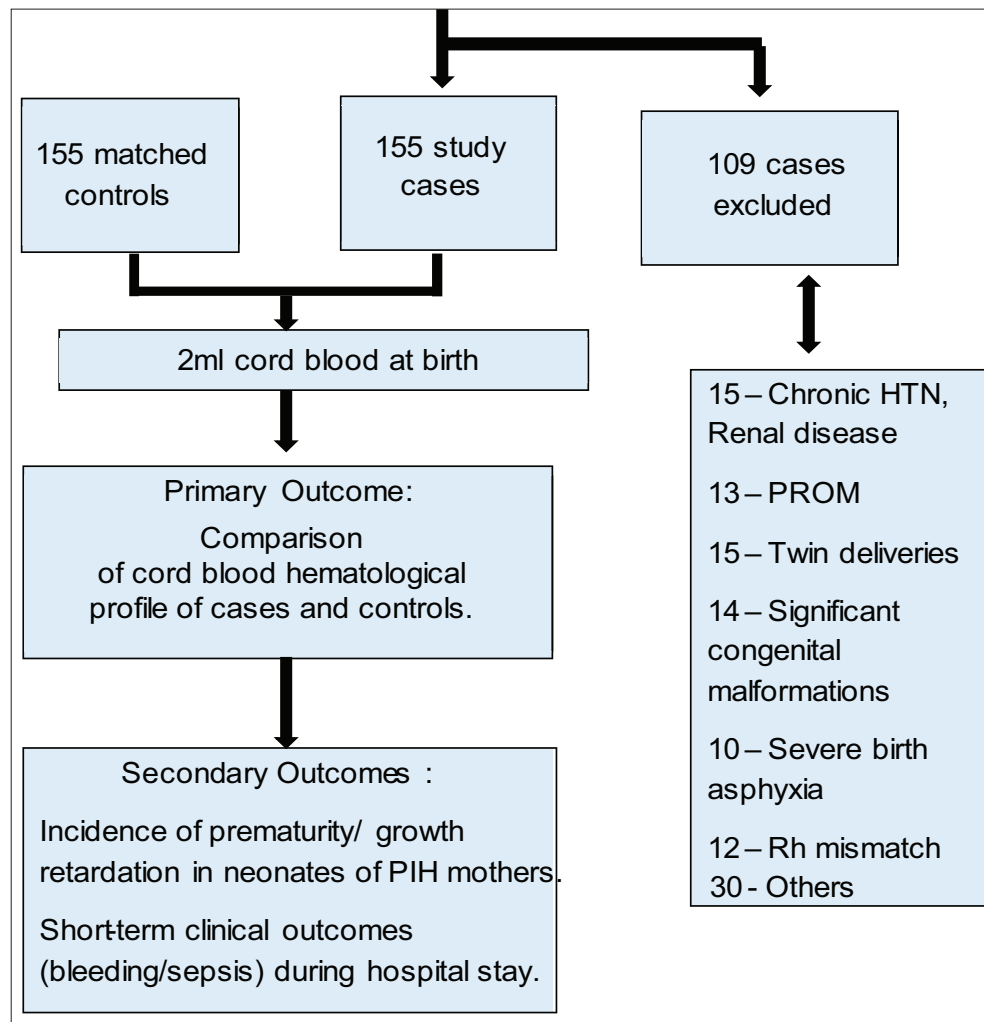 155 matched
controls
155 study
cases
109 cases
excluded
2ml cord blood at birth
Primary Outcome:
Comparison
of cord blood hematological
profile of cases and controls.
Secondary Outcomes :
Incidence of prematurity/ growth
retardation in neonates of PIH mothers.
Short-term clinical outcomes
(bleeding/sepsis) during hospital stay.
15 – Chronic HTN,
Renal disease
13 – PROM
15 – Twin deliveries
14 – Significant
congenital
malformations
10 – Severe birth
asphyxia
12 – Rh mismatch
30 - Others